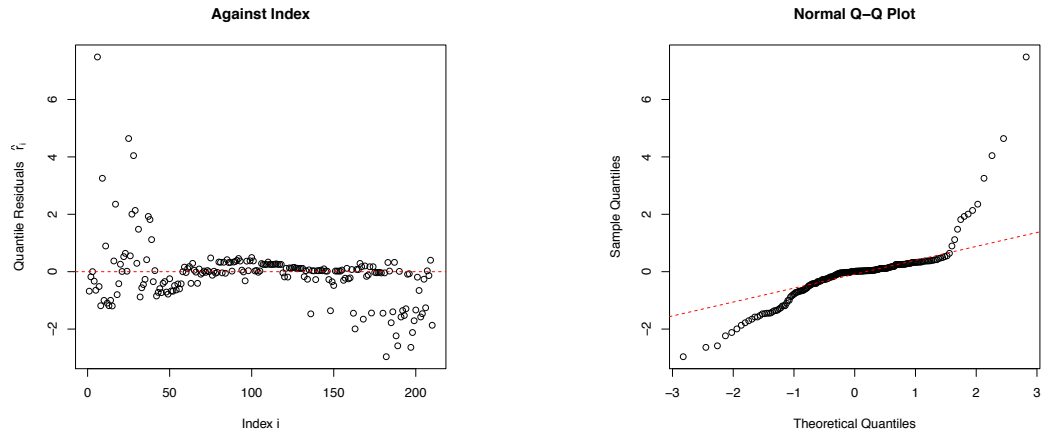 Against Index
Quantile Residuals r̂i
6
4
2
0
−2
0 50 100 150 200
Index i
Normal Q−Q Plot
Sample Quantiles
6
4
2
0
−2
−3 −2 −1 0 1 2 3
Theoretical Quantiles